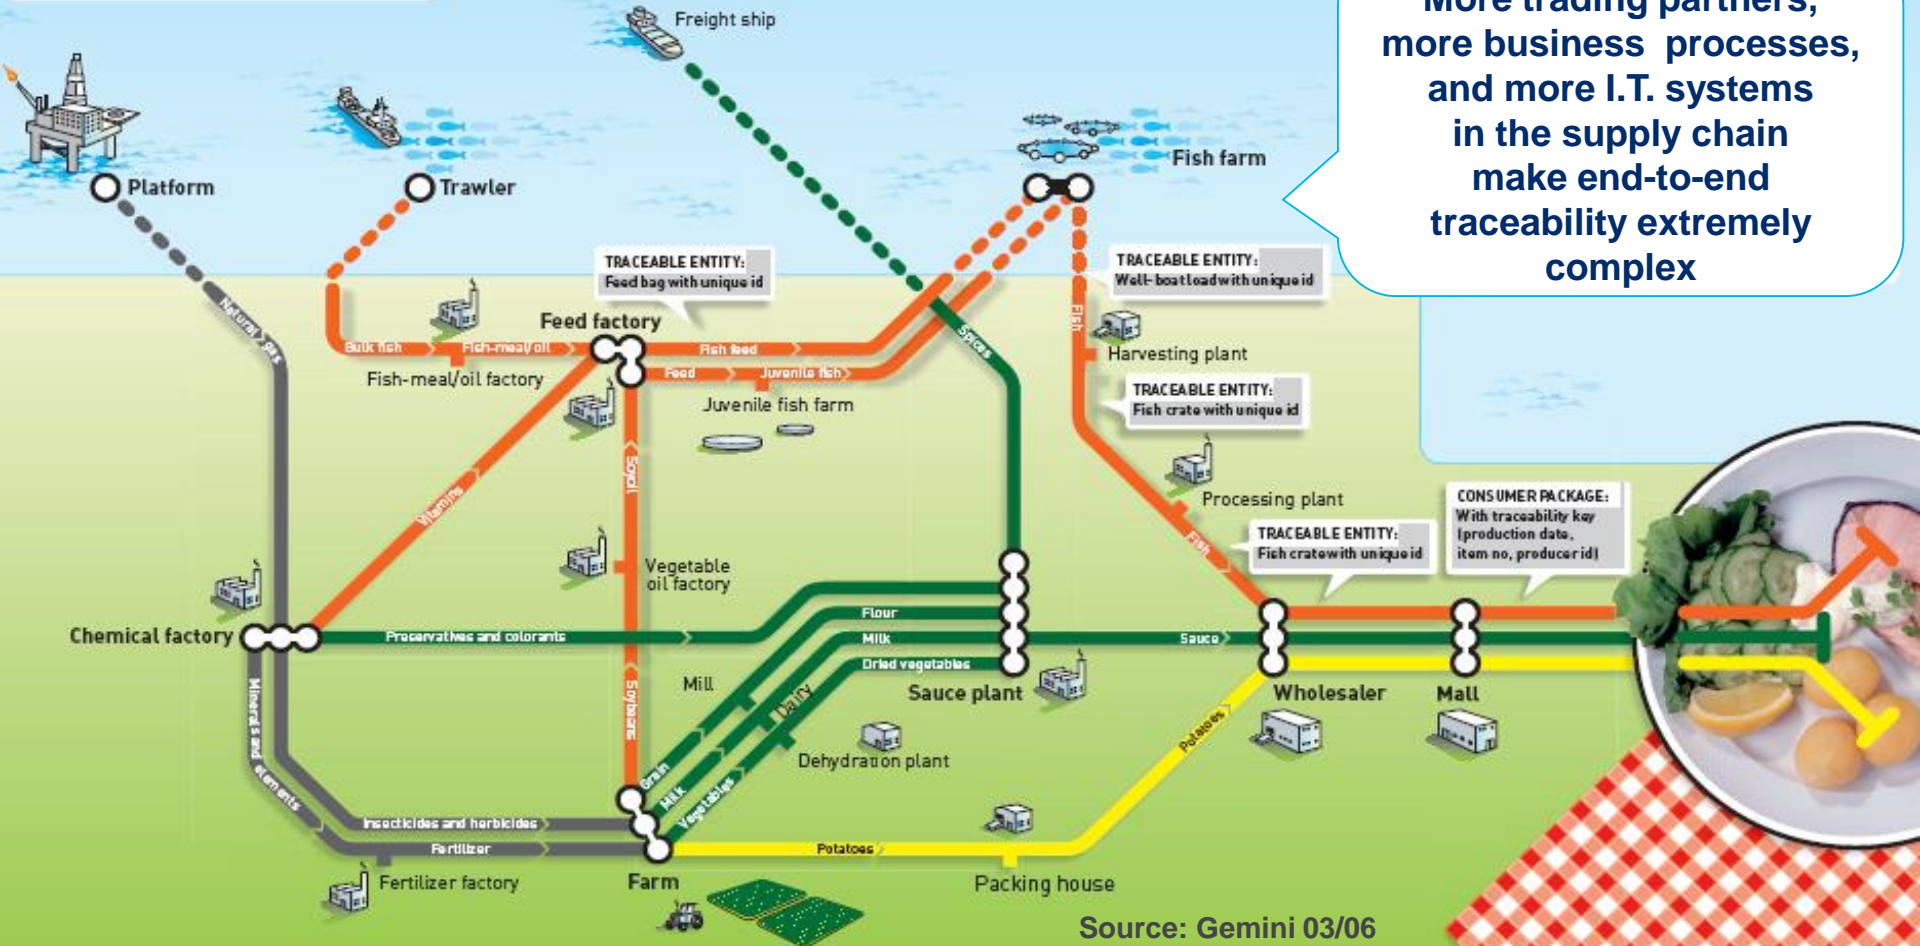 More trading partners,
more business processes,
and more I.T. systems
in the supply chain
make end-to-end
traceability extremely
complex
Freight ship
Platform
Trawler
Fish farm
TRACEABLE ENTITY:
Feed bag with unique id
TRACEABLE ENTITY:
Well-boat load with unique id
Natural gas
Feed factory
Spices
Fish
Bulk fish
Fish-meal/oil
Fish feed
Harvesting plant
Fish-meal/oil factory
Feed
Juvenile fish
TRACEABLE ENTITY:
Fish crate with unique id
Juvenile fish farm
Soyoil
Vitamins
Processing plant
CONSUMER PACKAGE:
With traceability key
(production date,
item no, producer id)
TRACEABLE ENTITY:
Fish crate with unique id
Fish
Vegetable
oil factory
Flour
Chemical factory
Preservatives and colorants
Milk
Sauce
Dried vegetables
Minerals and elements
Soybeans
Mill
Dairy
Sauce plant
Wholesaler
Mall
Potatoes
Dehydration plant
Grain
Milk
Vegetables
Insecticides and herbicides
Fertilizer
Potatoes
Fertilizer factory
Farm
Packing house
Source: Gemini 03/06